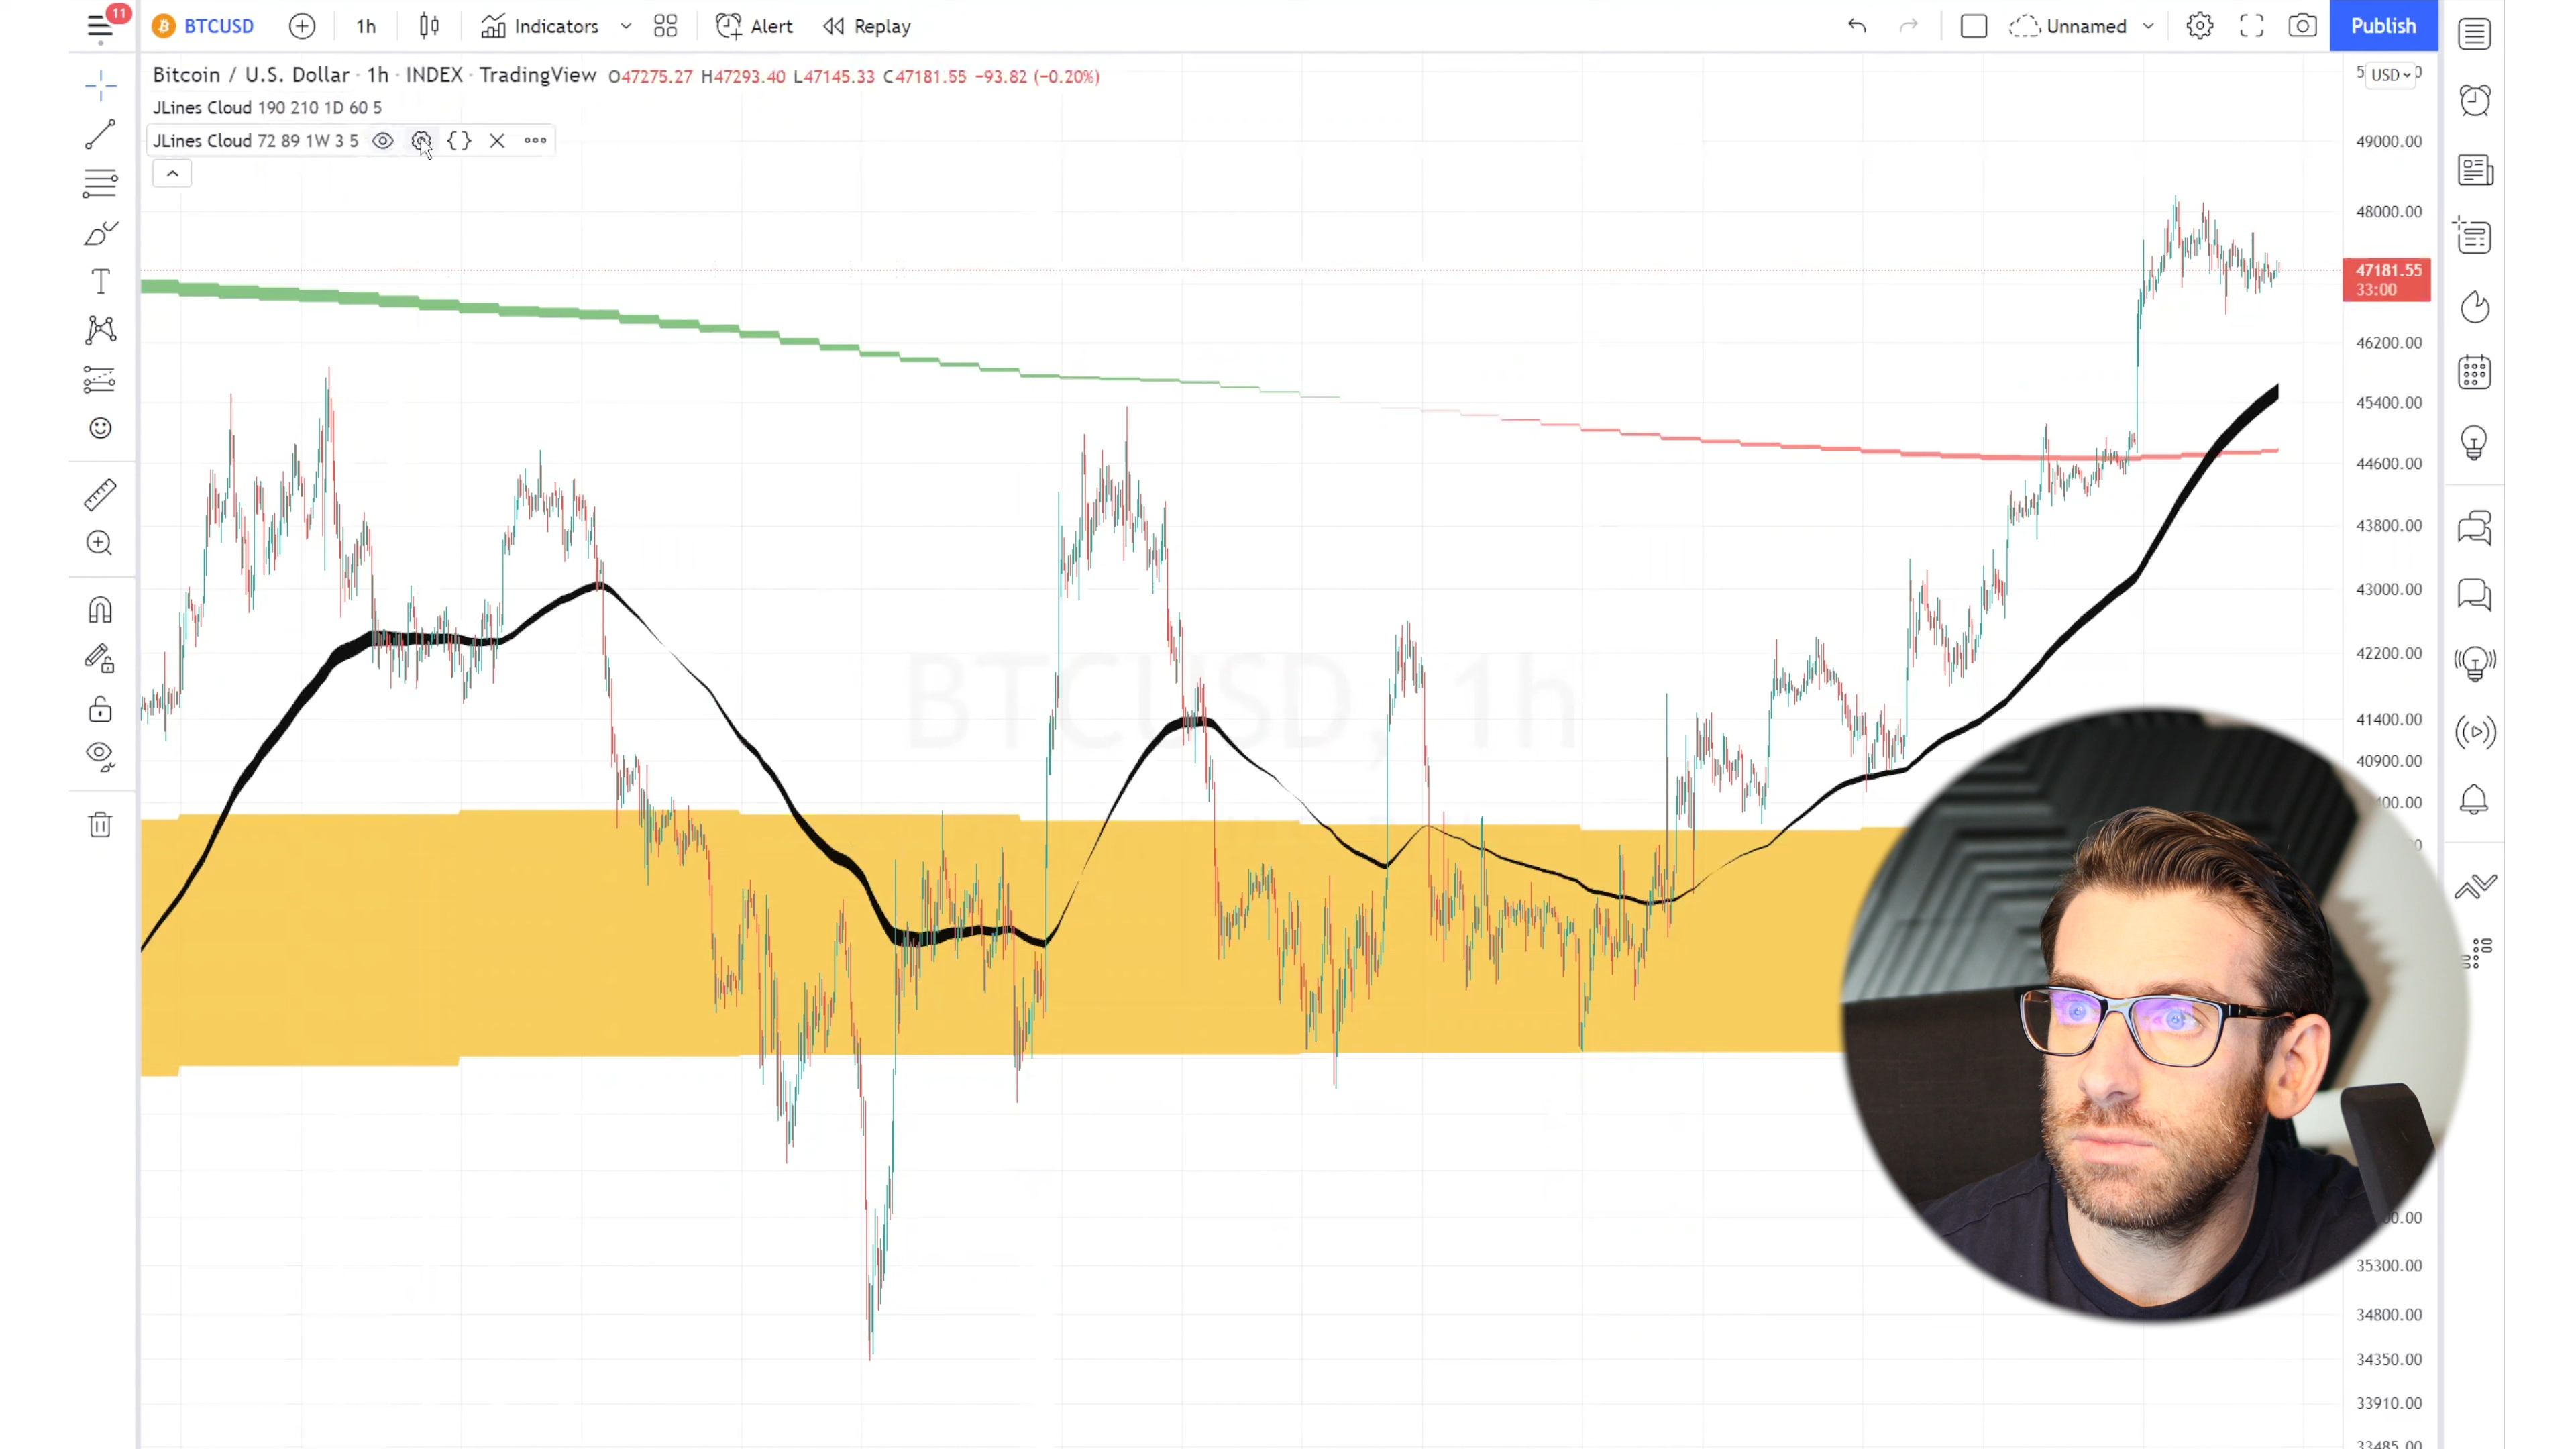 11
BTCUSD 1h Indicators Alert Replay Unnamed Publish
Bitcoin / U.S. Dollar · 1h · INDEX · TradingView O47275.27 H47293.40 L47145.33 C47181.55 −93.82 (−0.20%)
USD
JLines Cloud 190 210 1D 60 5
JLines Cloud 72 89 1W 3 5
49000.00
48000.00
47181.55
33:00
46200.00
45400.00
44600.00
43800.00
43000.00
42200.00
BTCUSD, 1h
41400.00
40900.00
35300.00
34800.00
34350.00
33910.00